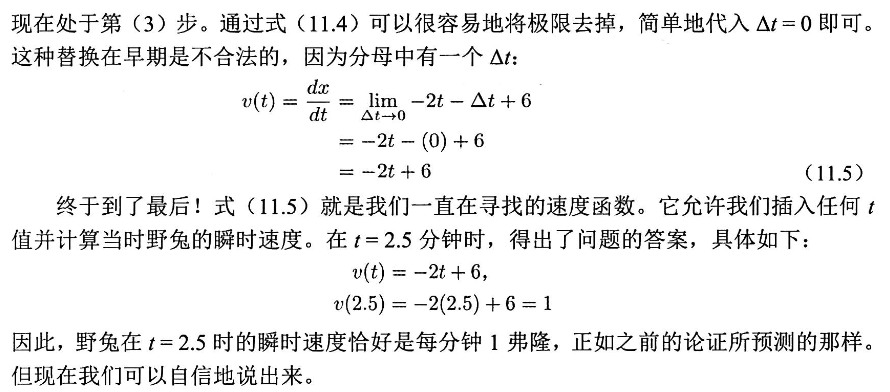 现在处于第（3）步。通过式（11.4）可以很容易地将极限去掉，简单地代入 Δt = 0 即可。
这种替换在早期是不合法的，因为分母中有一个 Δt：
v(t) = dx/dt = lim_{Δt→0} −2t − Δt + 6
= −2t − (0) + 6
= −2t + 6 （11.5）
终于到了最后！式（11.5）就是我们一直在寻找的速度函数。它允许我们插入任何 t
值并计算当时野兔的瞬时速度。在 t = 2.5 分钟时，得出了问题的答案，具体如下：
v(t) = −2t + 6,
v(2.5) = −2(2.5) + 6 = 1
因此，野兔在 t = 2.5 时的瞬时速度恰好是每分钟 1 弗隆，正如之前的论证所预测的那样。
但现在我们可以自信地说出来。